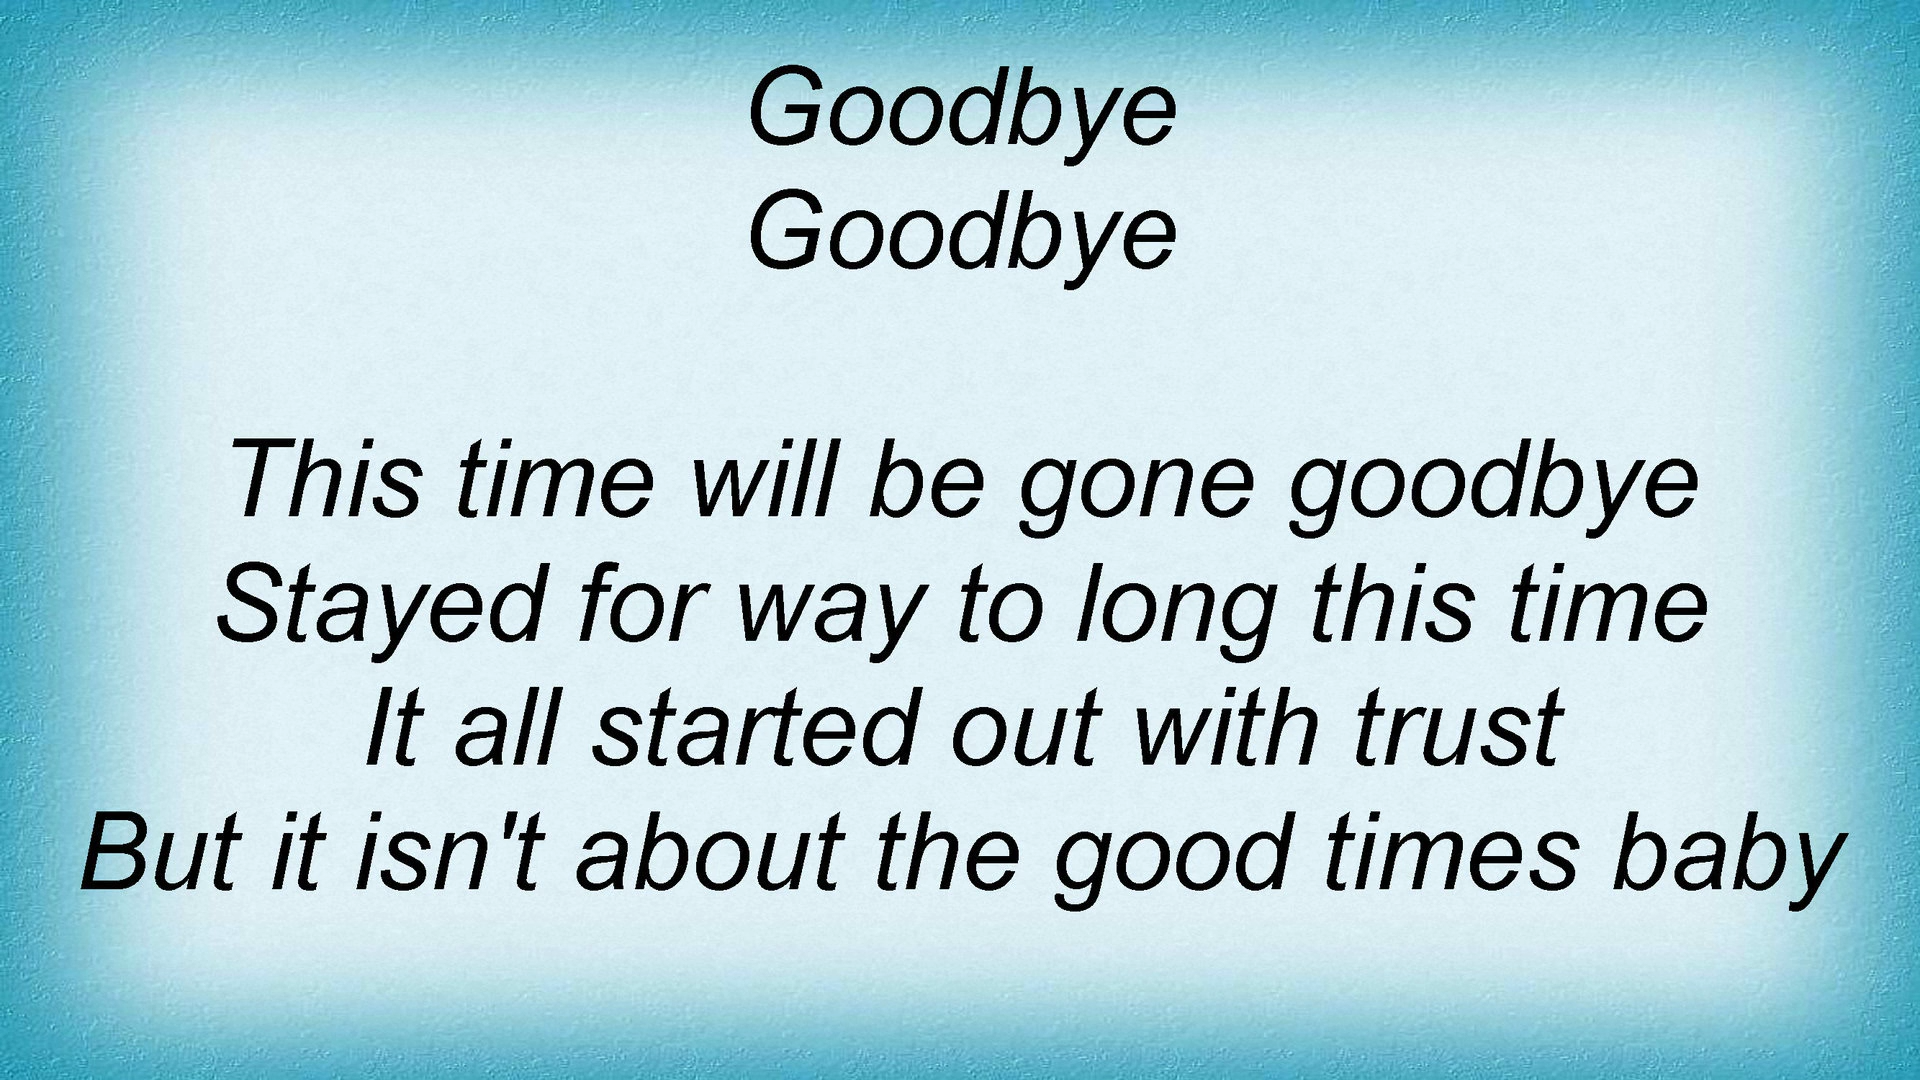 Goodbye
Goodbye
This time will be gone goodbye
Stayed for way to long this time
It all started out with trust
But it isn't about the good times baby